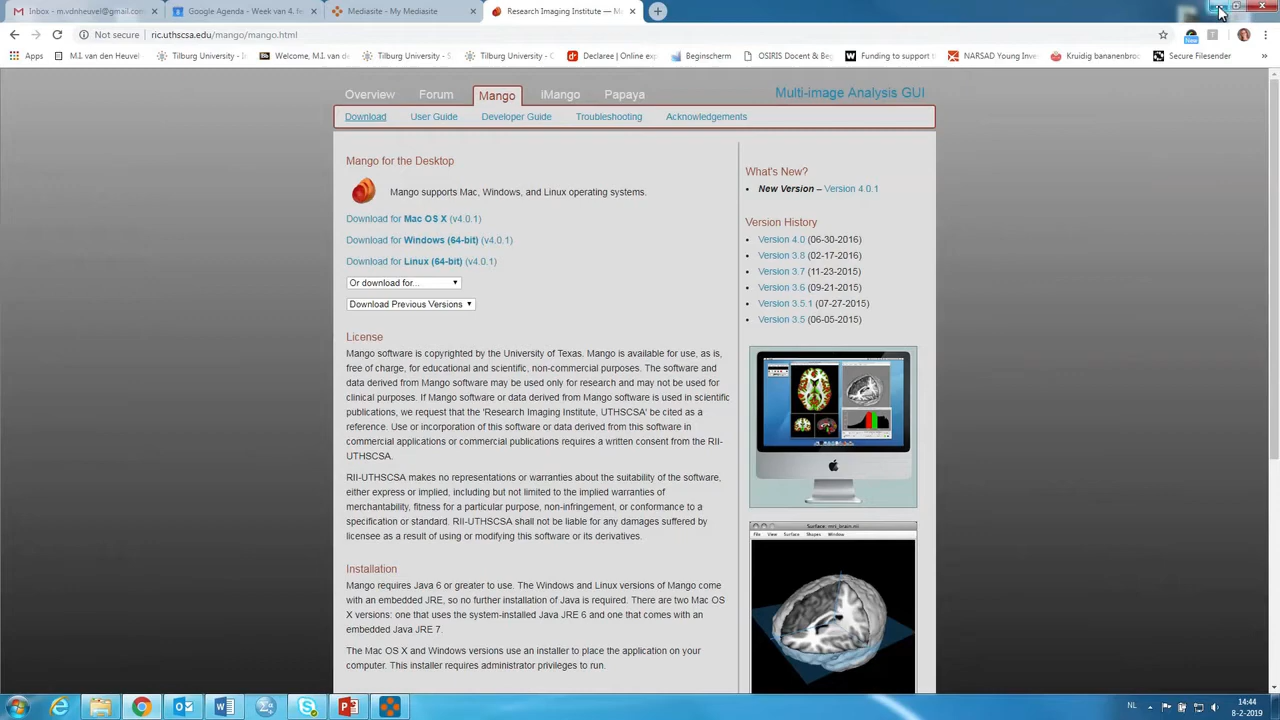 Inbox - m.vdnheuvel@gmail.com
Google Agenda - Week van 4. fe
Mediasite - My Mediasite
Research Imaging Institute —
Not secure
ric.uthscsa.edu/mango/mango.html
Apps
M.I. van den Heuvel
Tilburg University - In
Welcome, M.I. van de
Tilburg University - S
Tilburg University - C
Declaree | Online exp
Beginscherm
OSIRIS Docent & Beg
Funding to support t
NARSAD Young Inve
Kruidig bananenbroo
Secure Filesender
Overview
Forum
Mango
iMango
Papaya
Multi-image Analysis GUI
Download
User Guide
Developer Guide
Troubleshooting
Acknowledgements
Mango for the Desktop
Mango supports Mac, Windows, and Linux operating systems.
Download for Mac OS X (v4.0.1)
Download for Windows (64-bit) (v4.0.1)
Download for Linux (64-bit) (v4.0.1)
Or download for...
Download Previous Versions
License
Mango software is copyrighted by the University of Texas. Mango is available for use, as is,
free of charge, for educational and scientific, non-commercial purposes. The software and
data derived from Mango software may be used only for research and may not be used for
clinical purposes. If Mango software or data derived from Mango software is used in scientific
publications, we request that the 'Research Imaging Institute, UTHSCSA' be cited as a
reference. Use or incorporation of this software or data derived from this software in
commercial applications or commercial publications requires a written consent from the RII-
UTHSCSA.
RII-UTHSCSA makes no representations or warranties about the suitability of the software,
either express or implied, including but not limited to the implied warranties of
merchantability, fitness for a particular purpose, non-infringement, or conformance to a
specification or standard. RII-UTHSCSA shall not be liable for any damages suffered by
licensee as a result of using or modifying this software or its derivatives.
Installation
Mango requires Java 6 or greater to use. The Windows and Linux versions of Mango come
with an embedded JRE, so no further installation of Java is required. There are two Mac OS
X versions: one that uses the system-installed Java JRE 6 and one that comes with an
embedded Java JRE 7.
The Mac OS X and Windows versions use an installer to place the application on your
computer. This installer requires administrator privileges to run.
What's New?
New Version – Version 4.0.1
Version History
Version 4.0 (06-30-2016)
Version 3.8 (02-17-2016)
Version 3.7 (11-23-2015)
Version 3.6 (09-21-2015)
Version 3.5.1 (07-27-2015)
Version 3.5 (06-05-2015)
Surface: mri_brain.nii
File View Surface Shapes Window
NL
14:44
8-2-2019